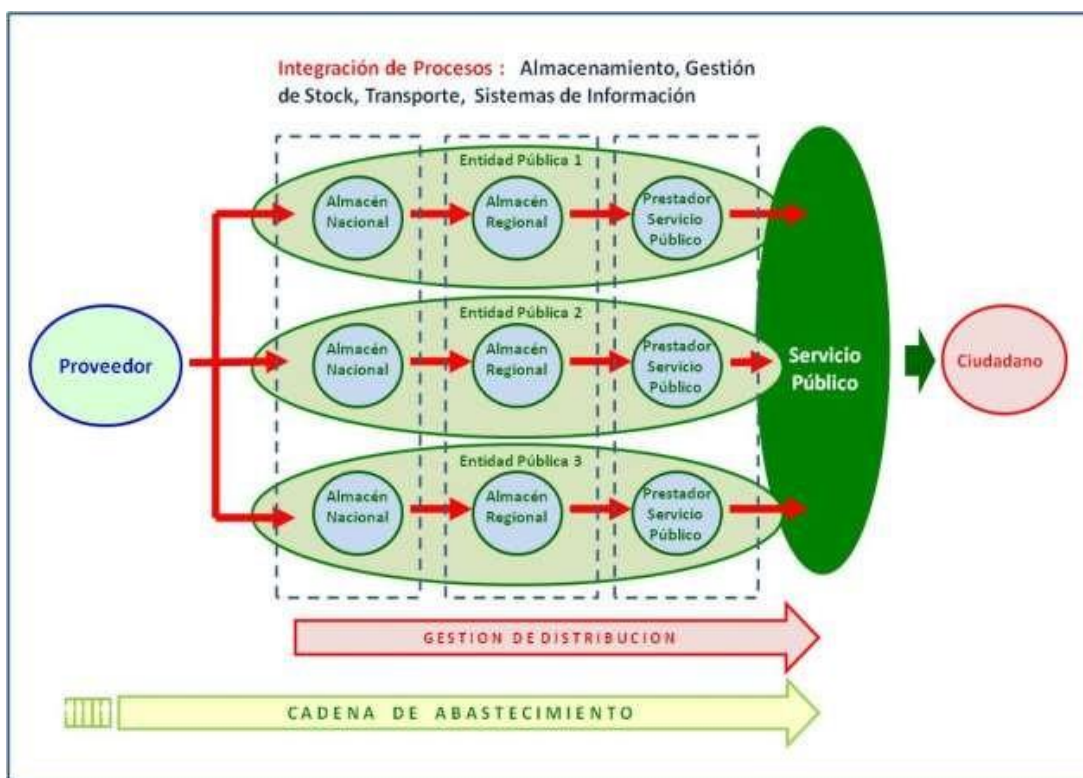 Integración de Procesos : Almacenamiento, Gestión
de Stock, Transporte, Sistemas de Información
Entidad Pública 1
Almacén
Nacional
Almacén
Regional
Prestador
Servicio
Público
Entidad Pública 2
Almacén
Nacional
Almacén
Regional
Prestador
Servicio
Público
Entidad Pública 3
Almacén
Nacional
Almacén
Regional
Prestador
Servicio
Público
Proveedor
Servicio
Público
Ciudadano
GESTION DE DISTRIBUCION
CADENA DE ABASTECIMIENTO